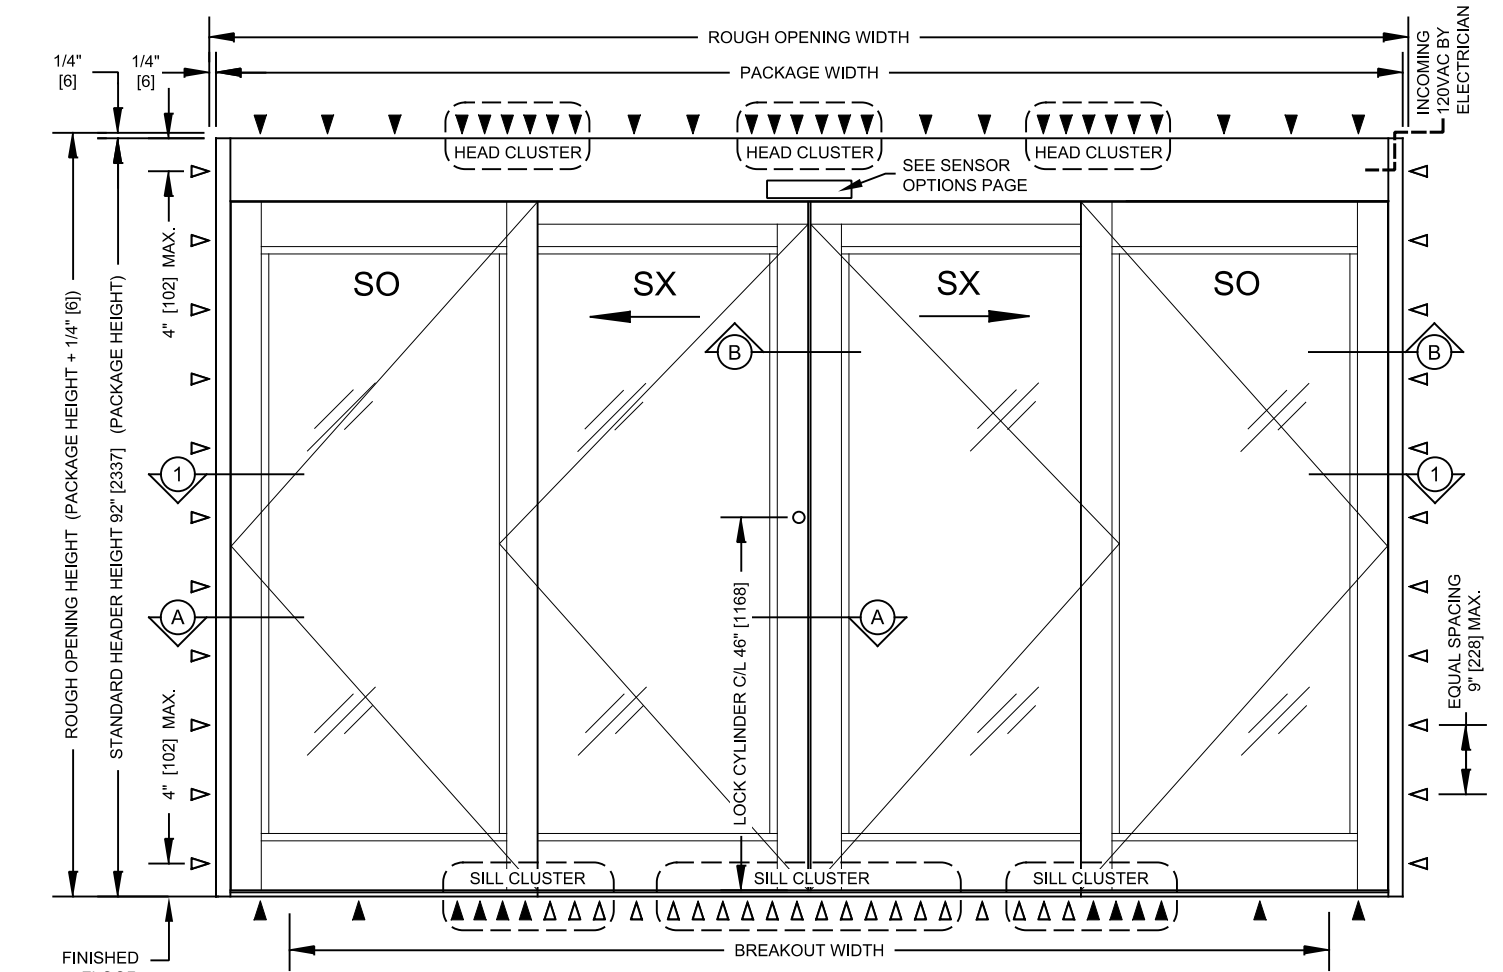 ROUGH OPENING WIDTH
PACKAGE WIDTH
1/4"
[6]
1/4"
[6]
INCOMING
120VAC BY
ELECTRICIAN
HEAD CLUSTER
HEAD CLUSTER
HEAD CLUSTER
SEE SENSOR
OPTIONS PAGE
SO
SX
SX
SO
B
B
1
1
A
A
4" [102] MAX.
4" [102] MAX.
ROUGH OPENING HEIGHT (PACKAGE HEIGHT + 1/4" [6])
STANDARD HEADER HEIGHT 92" [2337] (PACKAGE HEIGHT)
LOCK CYLINDER C/L 46" [1168]
EQUAL SPACING
9" [228] MAX.
SILL CLUSTER
SILL CLUSTER
SILL CLUSTER
BREAKOUT WIDTH
FINISHED